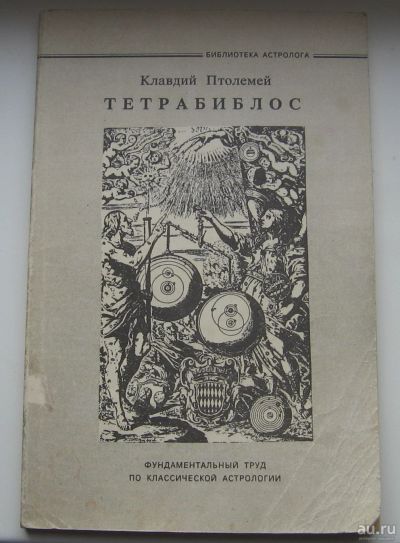 БИБЛИОТЕКА АСТРОЛОГА
Клавдий Птолемей
ТЕТРАБИБЛОС
ФУНДАМЕНТАЛЬНЫЙ ТРУД
ПО КЛАССИЧЕСКОЙ АСТРОЛОГИИ
au.ru